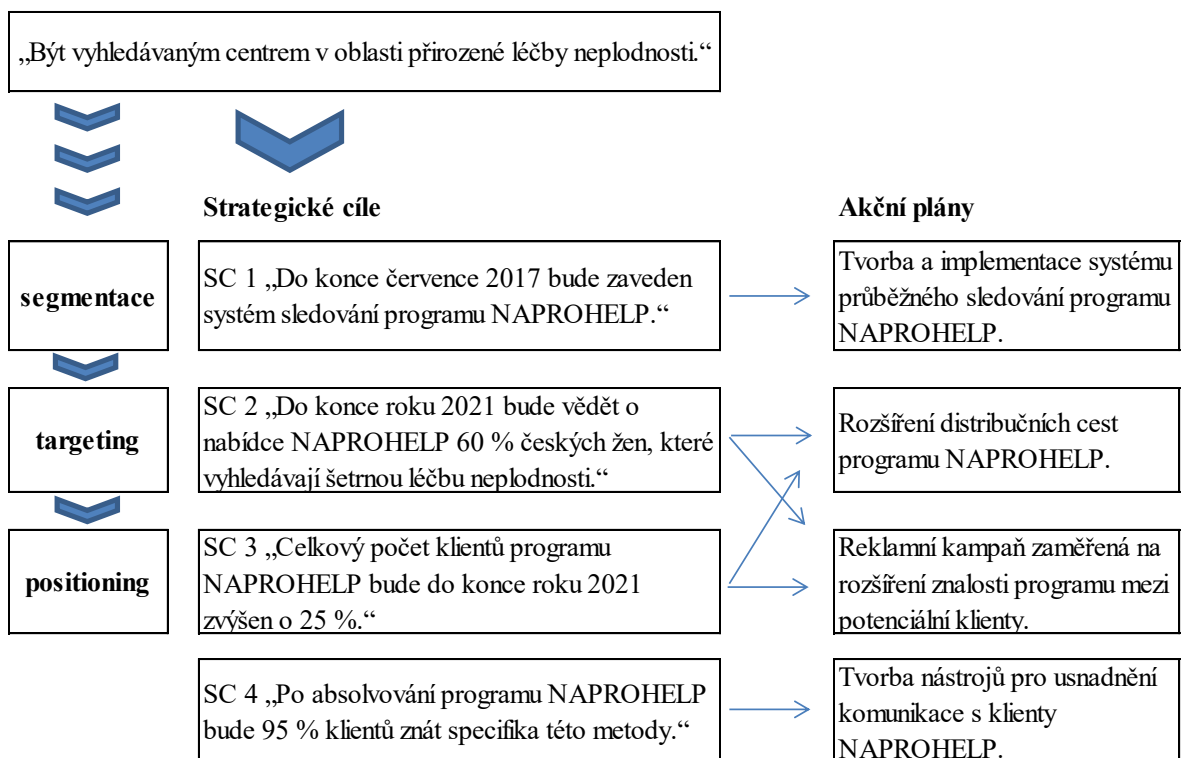 „Být vyhledávaným centrem v oblasti přirozené léčby neplodnosti.“
Strategické cíle
Akční plány
segmentace
SC 1 „Do konce července 2017 bude zaveden
systém sledování programu NAPROHELP.“
Tvorba a implementace systému
průběžného sledování programu
NAPROHELP.
targeting
SC 2 „Do konce roku 2021 bude vědět o
nabídce NAPROHELP 60 % českých žen, které
vyhledávají šetrnou léčbu neplodnosti.“
Rozšíření distribučních cest
programu NAPROHELP.
positioning
SC 3 „Celkový počet klientů programu
NAPROHELP bude do konce roku 2021
zvýšen o 25 %.“
Reklamní kampaň zaměřená na
rozšíření znalosti programu mezi
potenciální klienty.
SC 4 „Po absolvování programu NAPROHELP
bude 95 % klientů znát specifika této metody.“
Tvorba nástrojů pro usnadnění
komunikace s klienty
NAPROHELP.